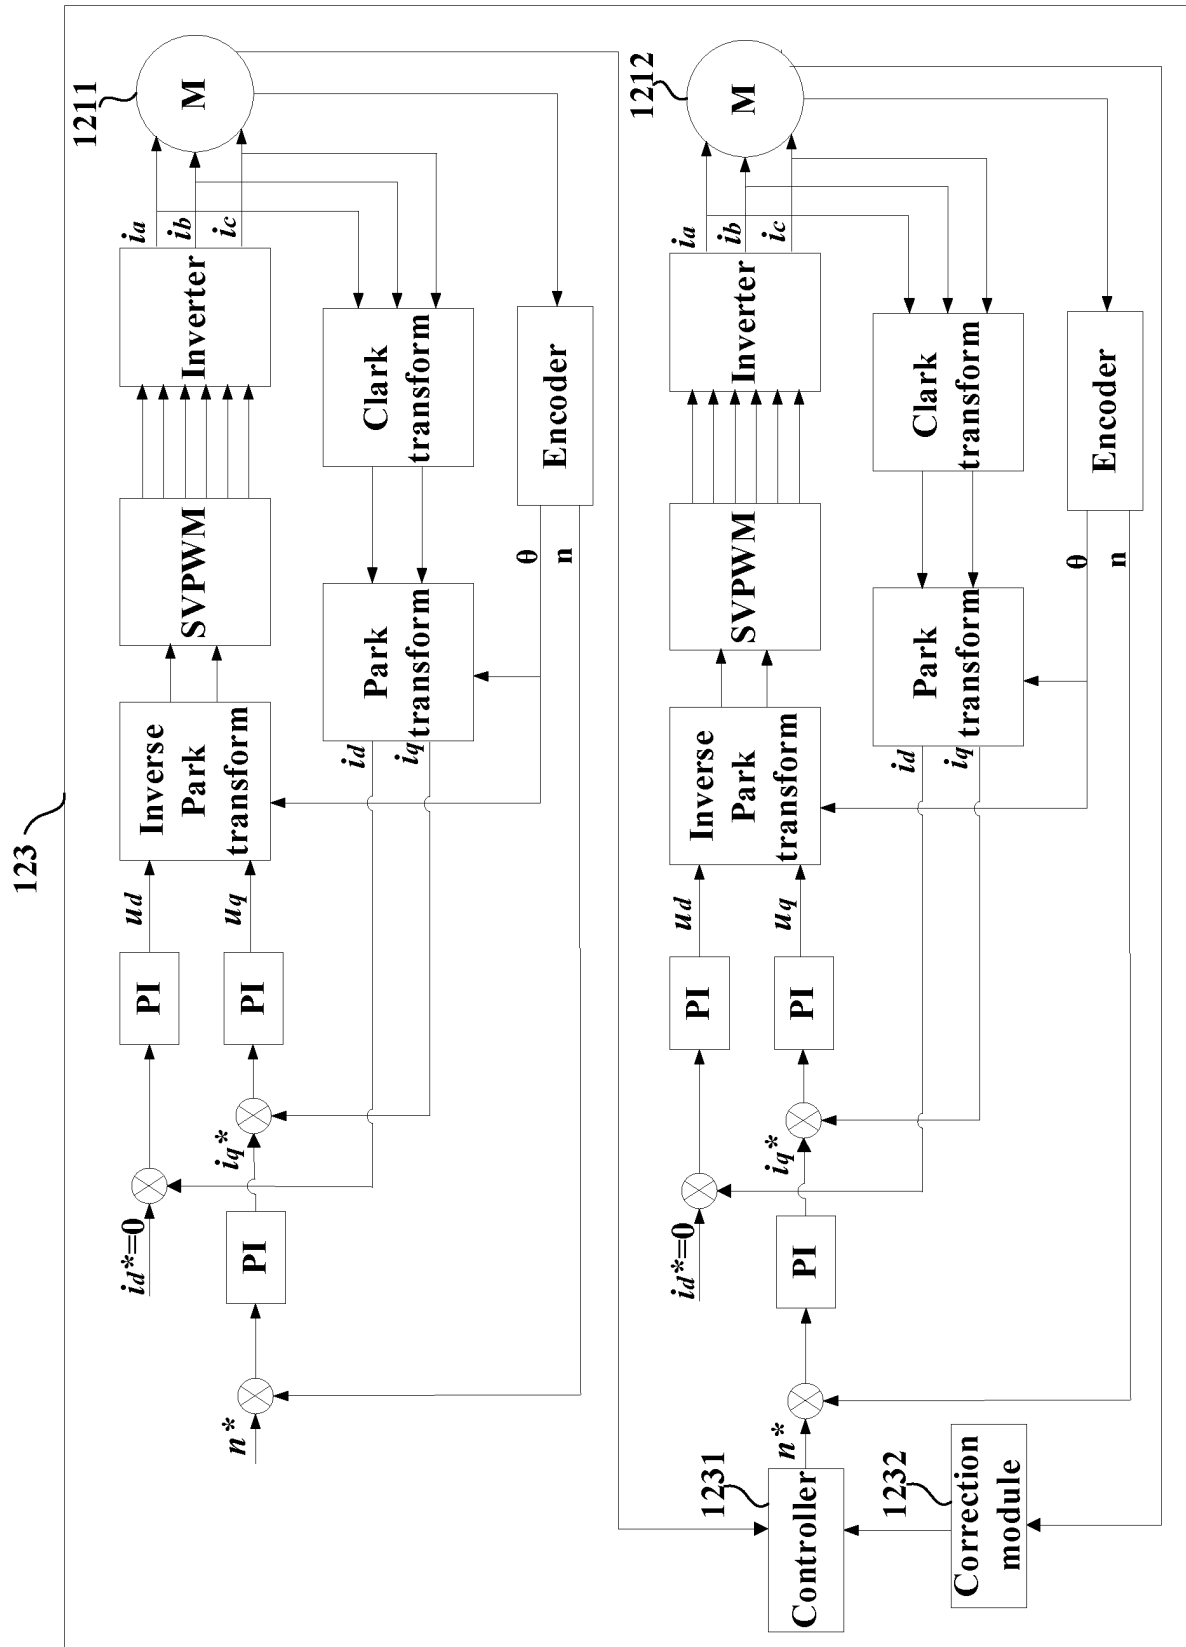 123
1211
M
ia
ib
ic
Inverter
SVPWM
Inverse
Park
transform
ud
uq
PI
PI
id*=0
iq*
PI
n*
Clark
transform
Park
transform
id
iq
Encoder
θ
n
1212
M
ia
ib
ic
Inverter
SVPWM
Inverse
Park
transform
ud
uq
PI
PI
id*=0
iq*
PI
n*
Clark
transform
Park
transform
id
iq
Encoder
θ
n
1231
Controller
1232
Correction
module